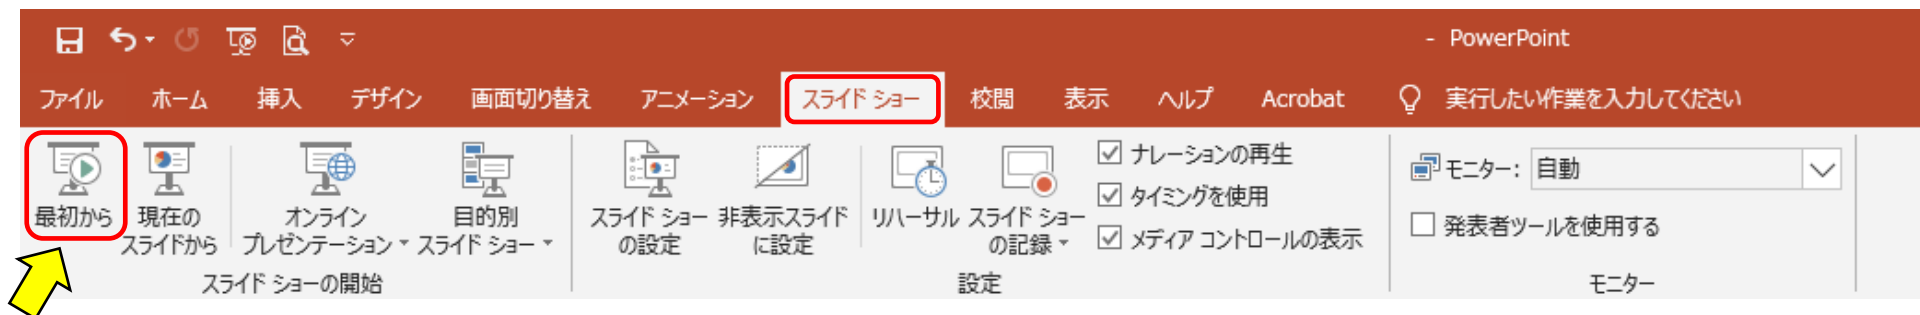 - PowerPoint
ファイル ホーム 挿入 デザイン 画面切り替え アニメーション スライド ショー 校閲 表示 ヘルプ Acrobat 実行したい作業を入力してください
最初から
現在の
スライドから
オンライン
プレゼンテーション
目的別
スライド ショー
スライド ショーの開始
スライド ショー
の設定
非表示スライド
に設定
リハーサル
スライド ショー
の記録
ナレーションの再生
タイミングを使用
メディア コントロールの表示
設定
モニター: 自動
発表者ツールを使用する
モニター